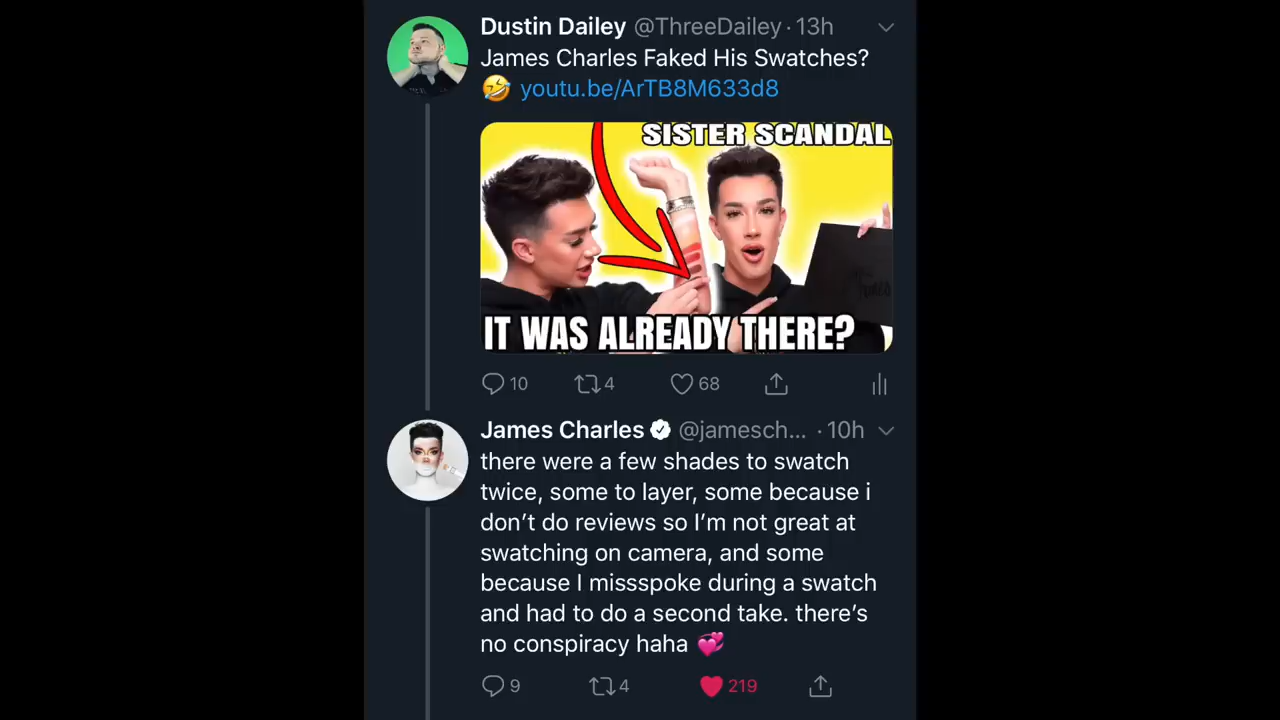 Dustin Dailey @ThreeDailey · 13h
James Charles Faked His Swatches?
🤣 youtu.be/ArTB8M633d8
SISTER SCANDAL
IT WAS ALREADY THERE?
10 4 68
James Charles @jamesch... · 10h
there were a few shades to swatch
twice, some to layer, some because i
don’t do reviews so I’m not great at
swatching on camera, and some
because I missspoke during a swatch
and had to do a second take. there’s
no conspiracy haha 💞
9 4 219